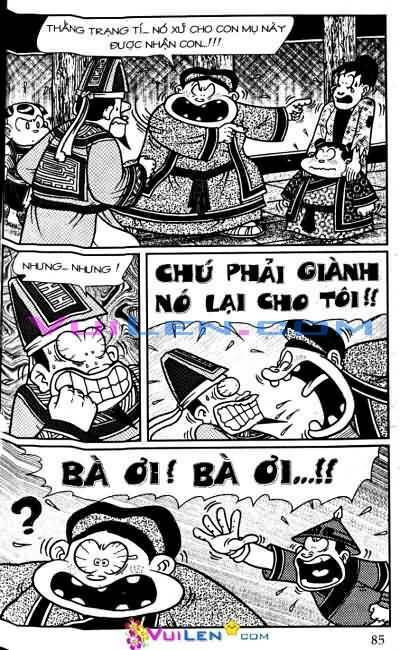 THẰNG TRẠNG TÍ... NÓ XỬ CHO CON MỤ NÀY
ĐƯỢC NHẬN CON...!!!
NHƯNG... NHƯNG !
CHÚ PHẢI GIÀNH
NÓ LẠI CHO TÔI!!
VUILEN.COM
BÀ ƠI! BÀ ƠI...!!
?
85
VUILEN.COM